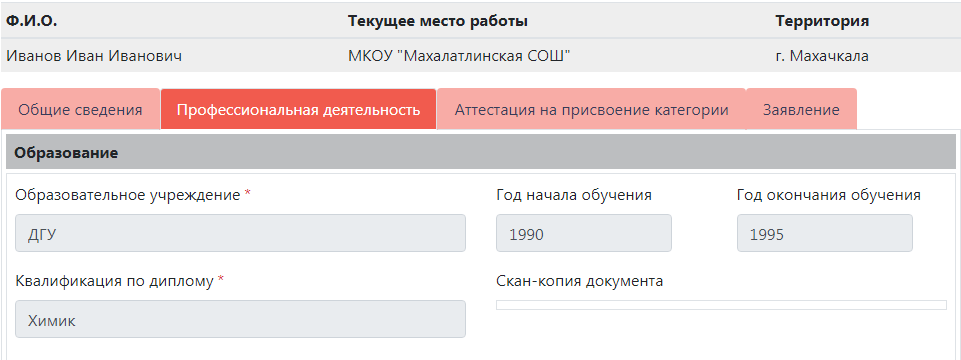 Ф.И.О. Текущее место работы Территория
Иванов Иван Иванович МКОУ "Махалатлинская СОШ" г. Махачкала
Общие сведения Профессиональная деятельность Аттестация на присвоение категории Заявление
Образование
Образовательное учреждение * Год начала обучения Год окончания обучения
ДГУ 1990 1995
Квалификация по диплому * Скан-копия документа
Химик